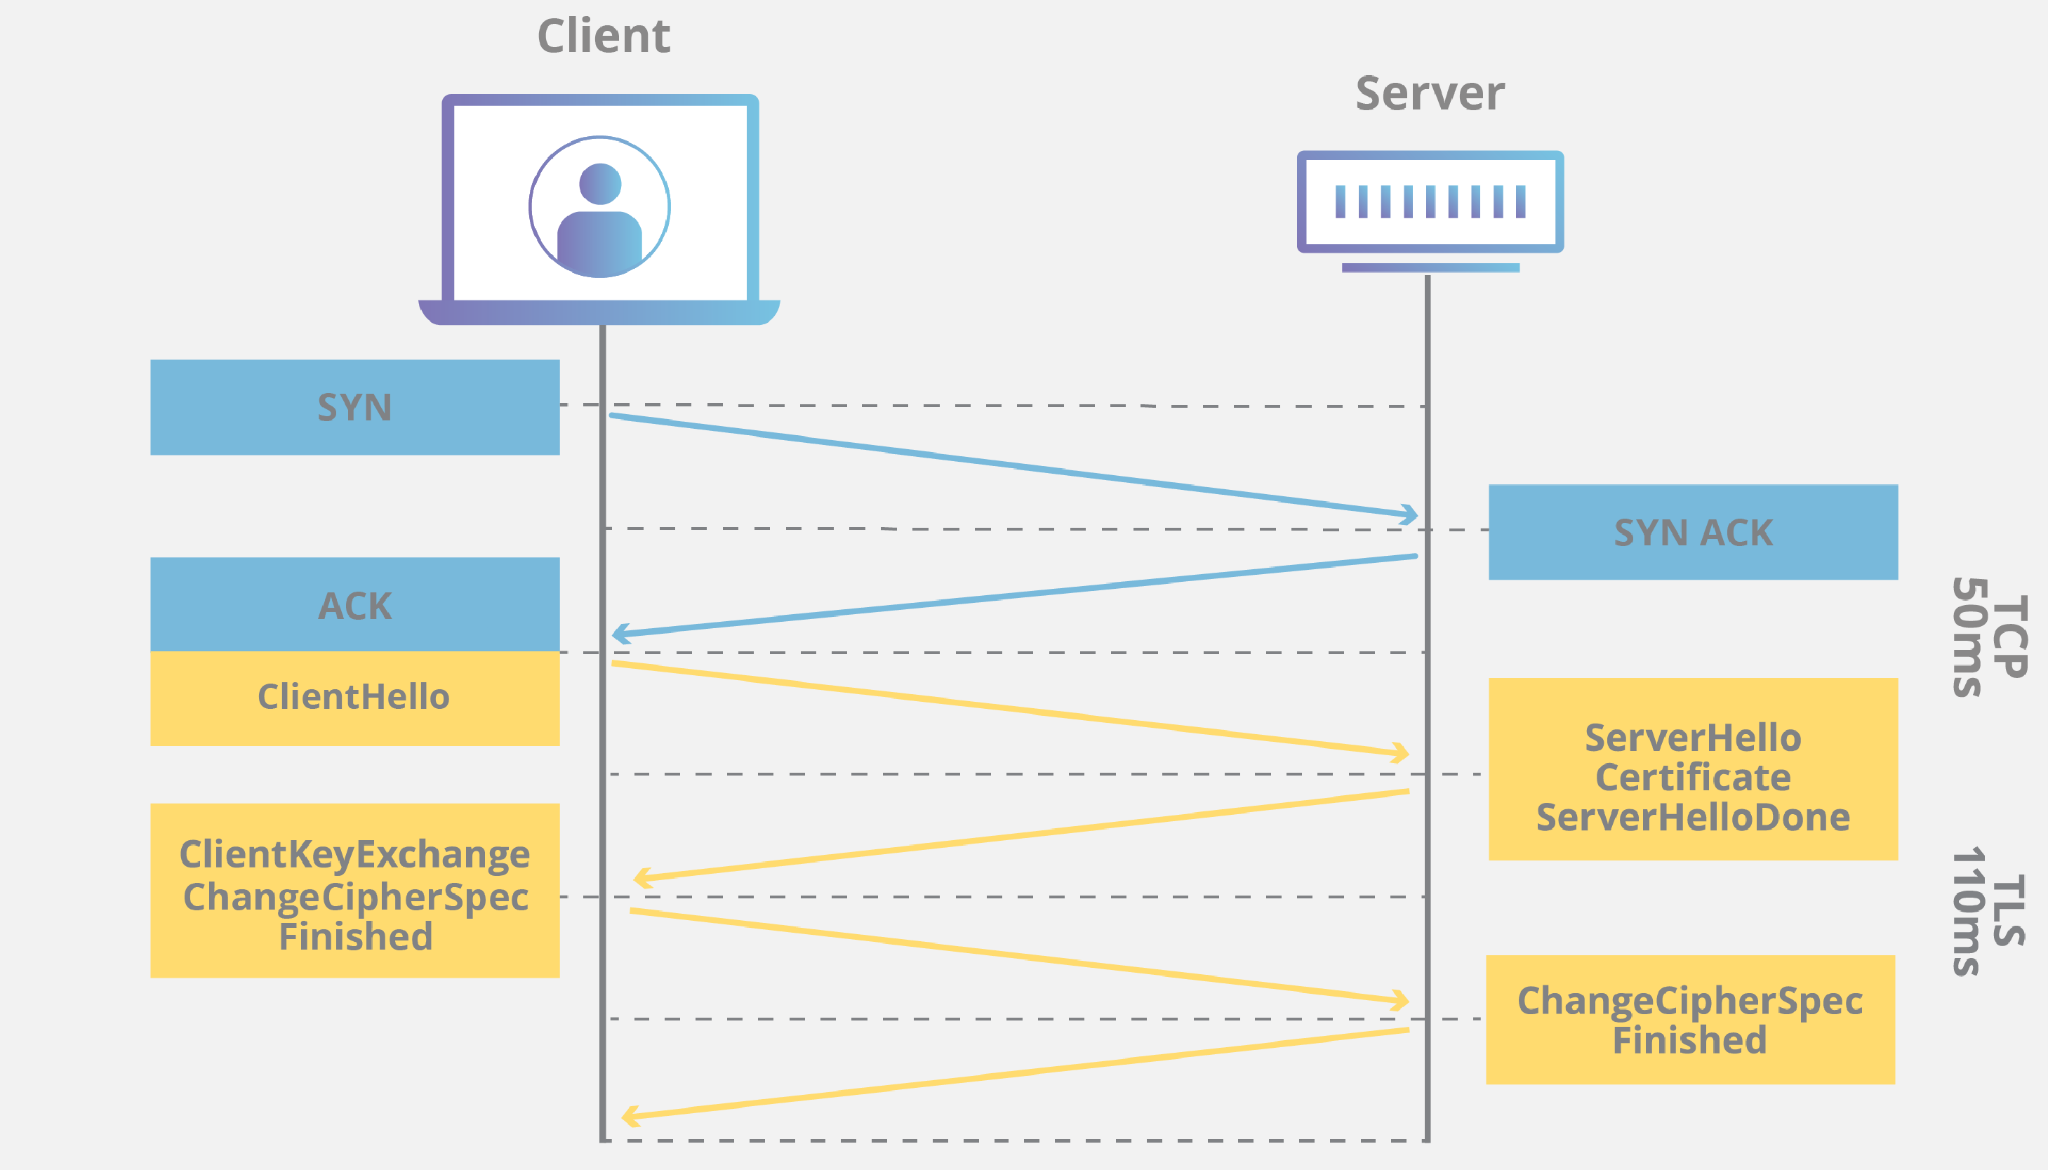 Client
Server
SYN
SYN ACK
ACK
ClientHello
ServerHello
Certificate
ServerHelloDone
ClientKeyExchange
ChangeCipherSpec
Finished
ChangeCipherSpec
Finished
TCP
50ms
TLS
110ms